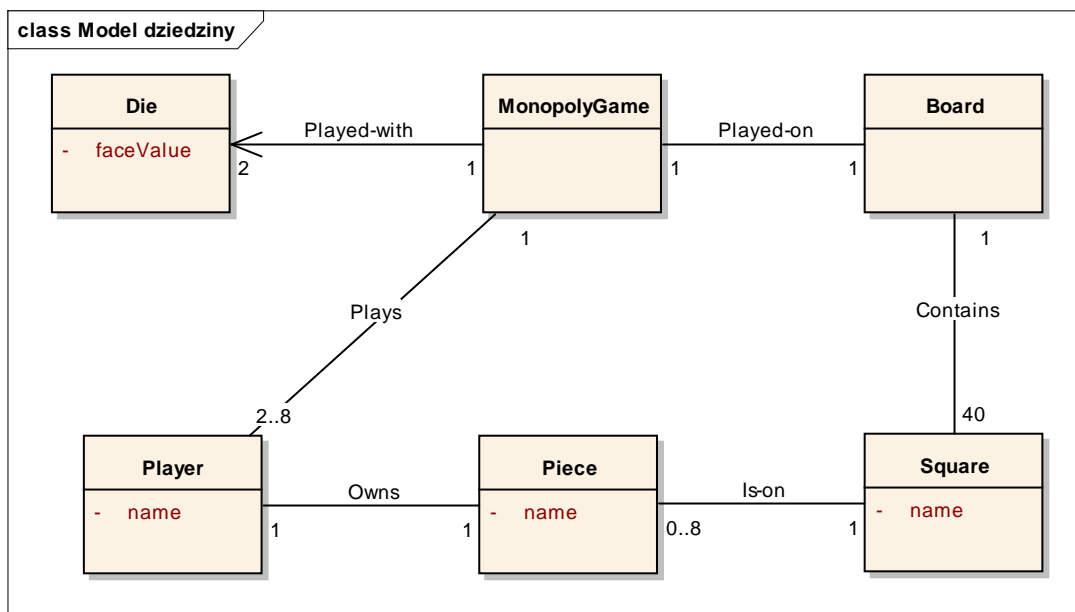 class Model dziedziny
Die
- faceValue
MonopolyGame
Board
Played-with
2
1
Played-on
1
1
1
Plays
2..8
1
Contains
40
Player
- name
Piece
- name
Square
- name
Owns
1
1
Is-on
0..8
1